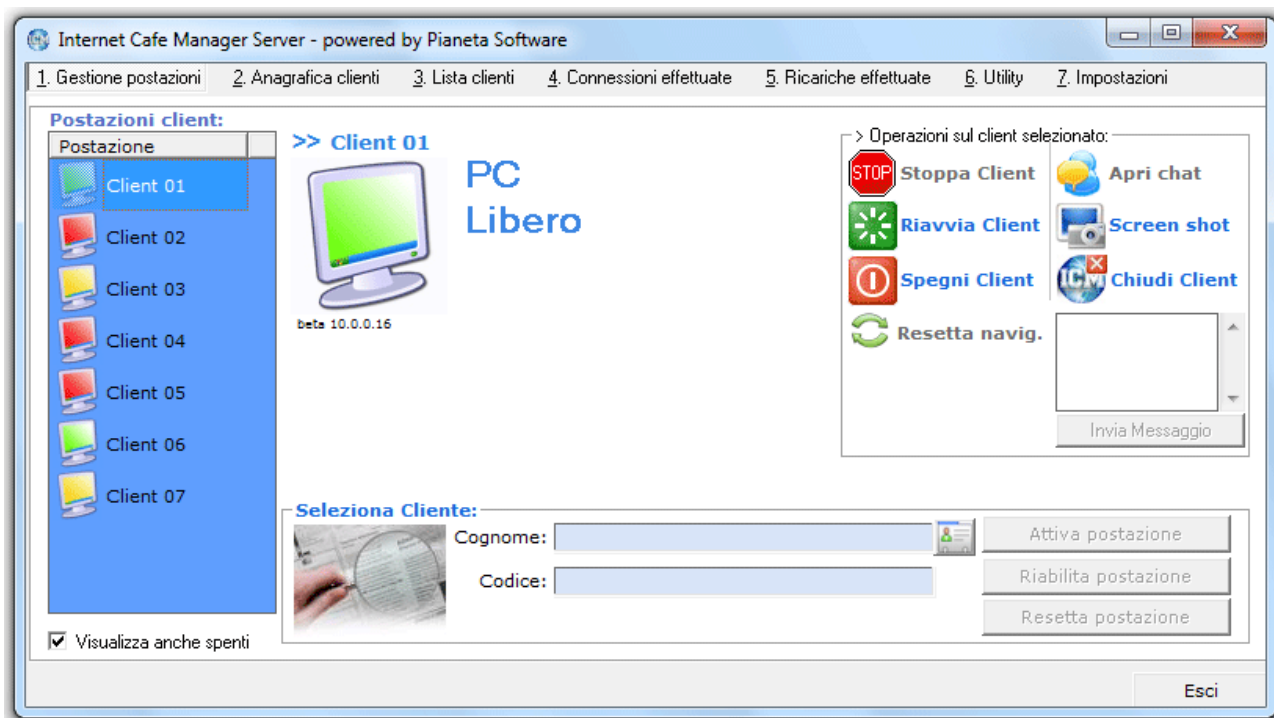 Internet Cafe Manager Server - powered by Pianeta Software
1. Gestione postazioni 2. Anagrafica clienti 3. Lista clienti 4. Connessioni effettuate 5. Ricariche effettuate 6. Utility 7. Impostazioni
Postazioni client:
Postazione
Client 01
Client 02
Client 03
Client 04
Client 05
Client 06
Client 07
Visualizza anche spenti
>> Client 01
PC
Libero
beta 10.0.0.16
> Operazioni sul client selezionato:
STOP Stoppa Client
Apri chat
Riavvia Client
Screen shot
Spegni Client
ICM Chiudi Client
Resetta navig.
Invia Messaggio
Seleziona Cliente:
Cognome:
Codice:
Attiva postazione
Riabilita postazione
Resetta postazione
Esci